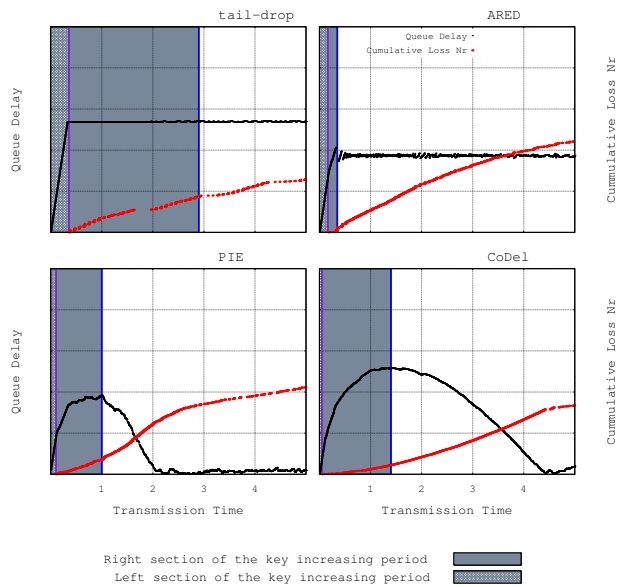 tail-drop
ARED
Queue Delay
Cumulative Loss Nr
Queue Delay
Cummulative Loss Nr
PIE
CoDel
Queue Delay
Cummulative Loss Nr
1 2 3 4
1 2 3 4
Transmission Time
Transmission Time
Right section of the key increasing period
Left section of the key increasing period